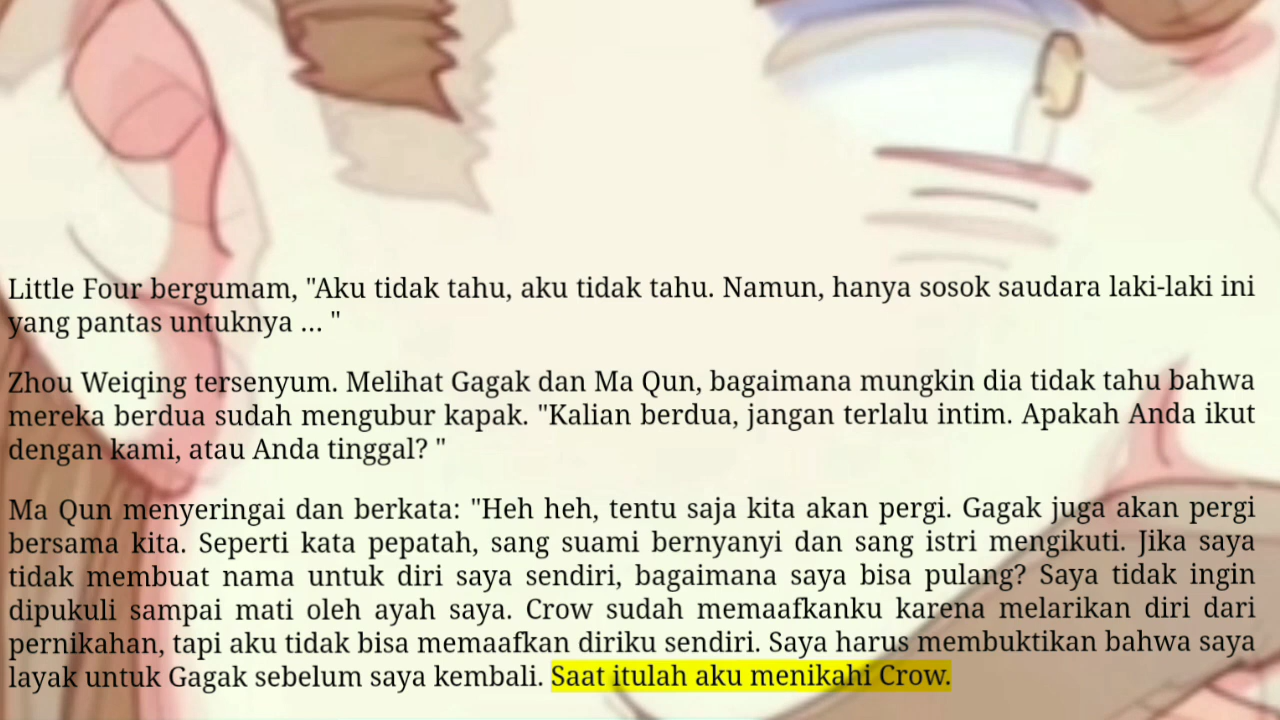 Little Four bergumam, "Aku tidak tahu, aku tidak tahu. Namun, hanya sosok saudara laki-laki ini
yang pantas untuknya ... "
Zhou Weiqing tersenyum. Melihat Gagak dan Ma Qun, bagaimana mungkin dia tidak tahu bahwa
mereka berdua sudah mengubur kapak. "Kalian berdua, jangan terlalu intim. Apakah Anda ikut
dengan kami, atau Anda tinggal? "
Ma Qun menyeringai dan berkata: "Heh heh, tentu saja kita akan pergi. Gagak juga akan pergi
bersama kita. Seperti kata pepatah, sang suami bernyanyi dan sang istri mengikuti. Jika saya
tidak membuat nama untuk diri saya sendiri, bagaimana saya bisa pulang? Saya tidak ingin
dipukuli sampai mati oleh ayah saya. Crow sudah memaafkanku karena melarikan diri dari
pernikahan, tapi aku tidak bisa memaafkan diriku sendiri. Saya harus membuktikan bahwa saya
layak untuk Gagak sebelum saya kembali. Saat itulah aku menikahi Crow.